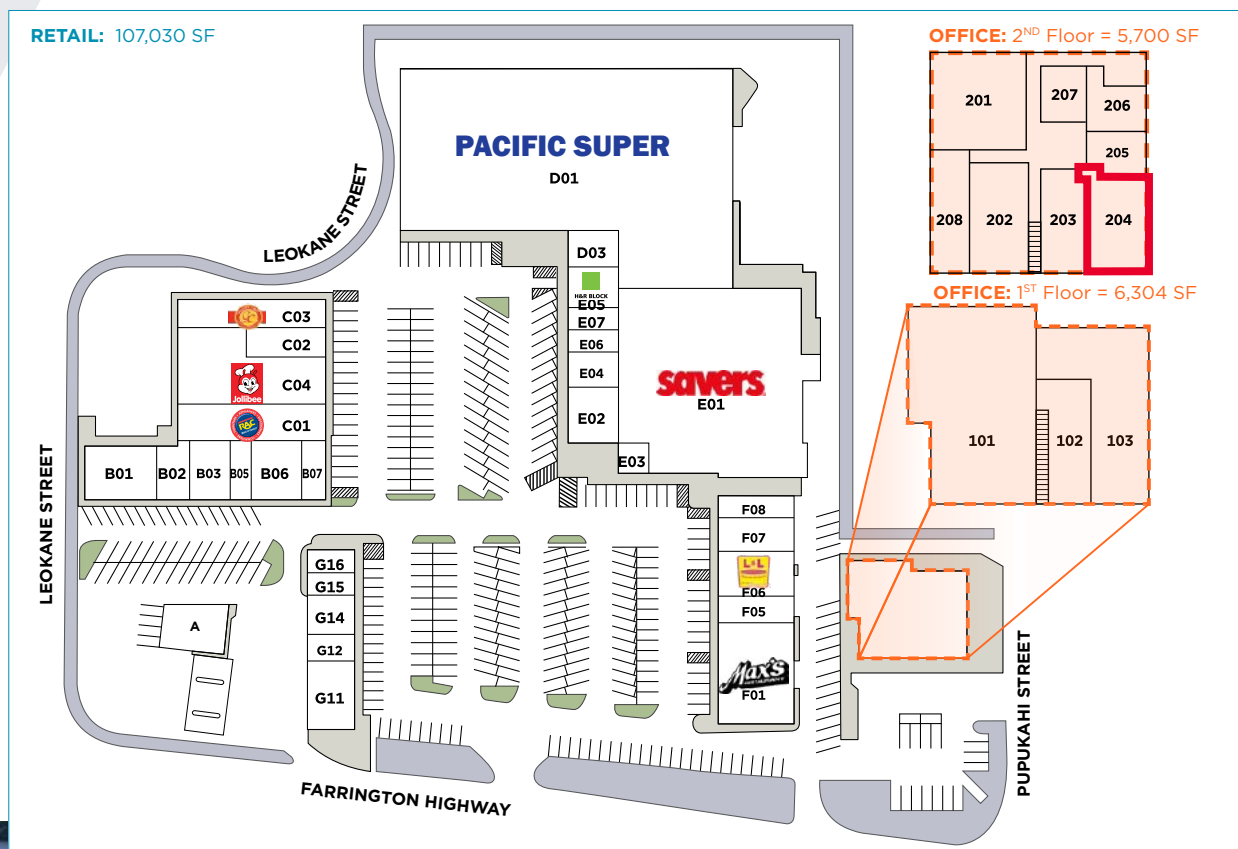 RETAIL: 107,030 SF
OFFICE: 2ND Floor = 5,700 SF
201
207
206
205
208
202
203
204
OFFICE: 1ST Floor = 6,304 SF
101
102
103
PACIFIC SUPER
D01
LEOKANE STREET
D03
H&R BLOCK
E05
E07
E06
E04
E02
E03
savers
E01
C03
C02
Jollibee
C04
RAC
C01
B01
B02
B03
B05
B06
B07
LEOKANE STREET
F08
F07
L&L
F06
F05
Max's
F01
G16
G15
G14
G12
G11
A
PUPUKAHI STREET
FARRINGTON HIGHWAY